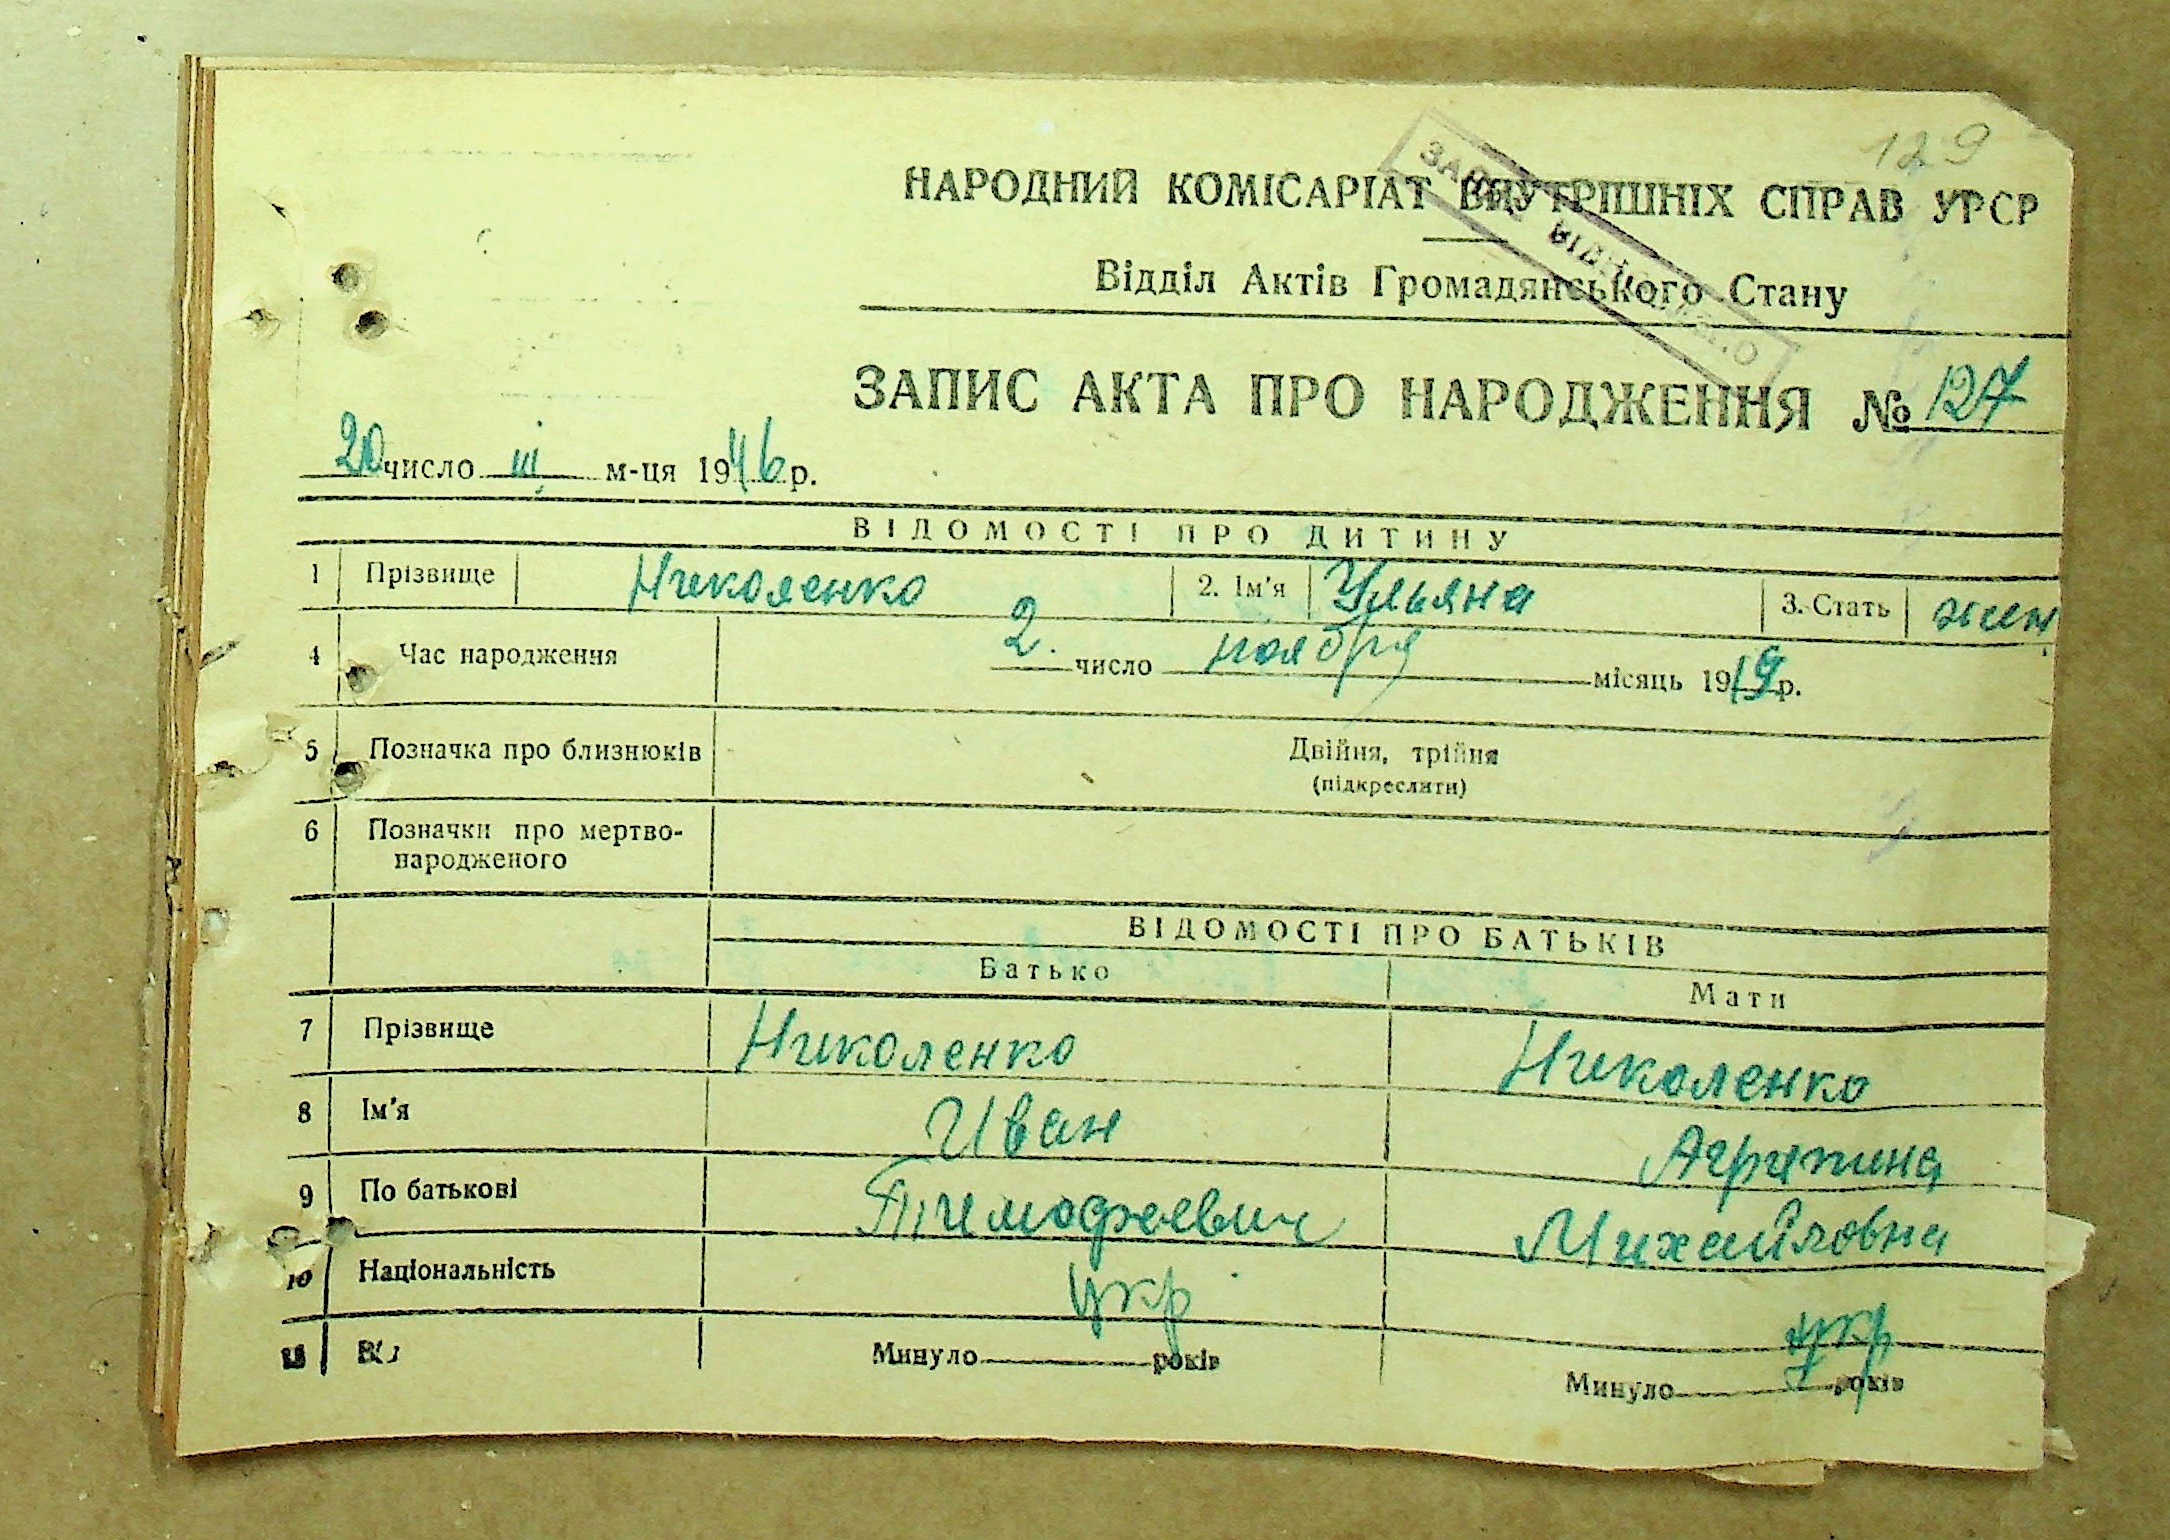 129
НАРОДНИЙ КОМІСАРІАТ ВНУТРІШНІХ СПРАВ УРСР
ЗАПИС ВІДНОВЛЕНО
Відділ Актів Громадянського Стану
ЗАПИС АКТА ПРО НАРОДЖЕННЯ № 127
20 число III м-ця 1946 р.
ВІДОМОСТІ ПРО ДИТИНУ
1 Прізвище Николенко 2. Ім'я Ульяна 3. Стать жен
4 Час народження 2. число ноября місяць 1919 р.
5 Позначка про близнюків Двійня, трійня
(підкреслити)
6 Позначки про мертво-
народженого
ВІДОМОСТІ ПРО БАТЬКІВ
Батько Мати
7 Прізвище Николенко Николенко
8 Ім'я Иван Агрипина
9 По батькові Тимофеевич Михайловна
10 Національність укр укр
Минуло років Минуло років